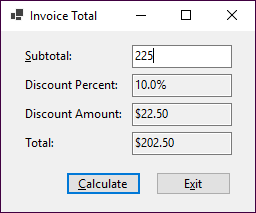 Invoice Total
Subtotal: 225
Discount Percent: 10.0%
Discount Amount: $22.50
Total: $202.50
Calculate Exit